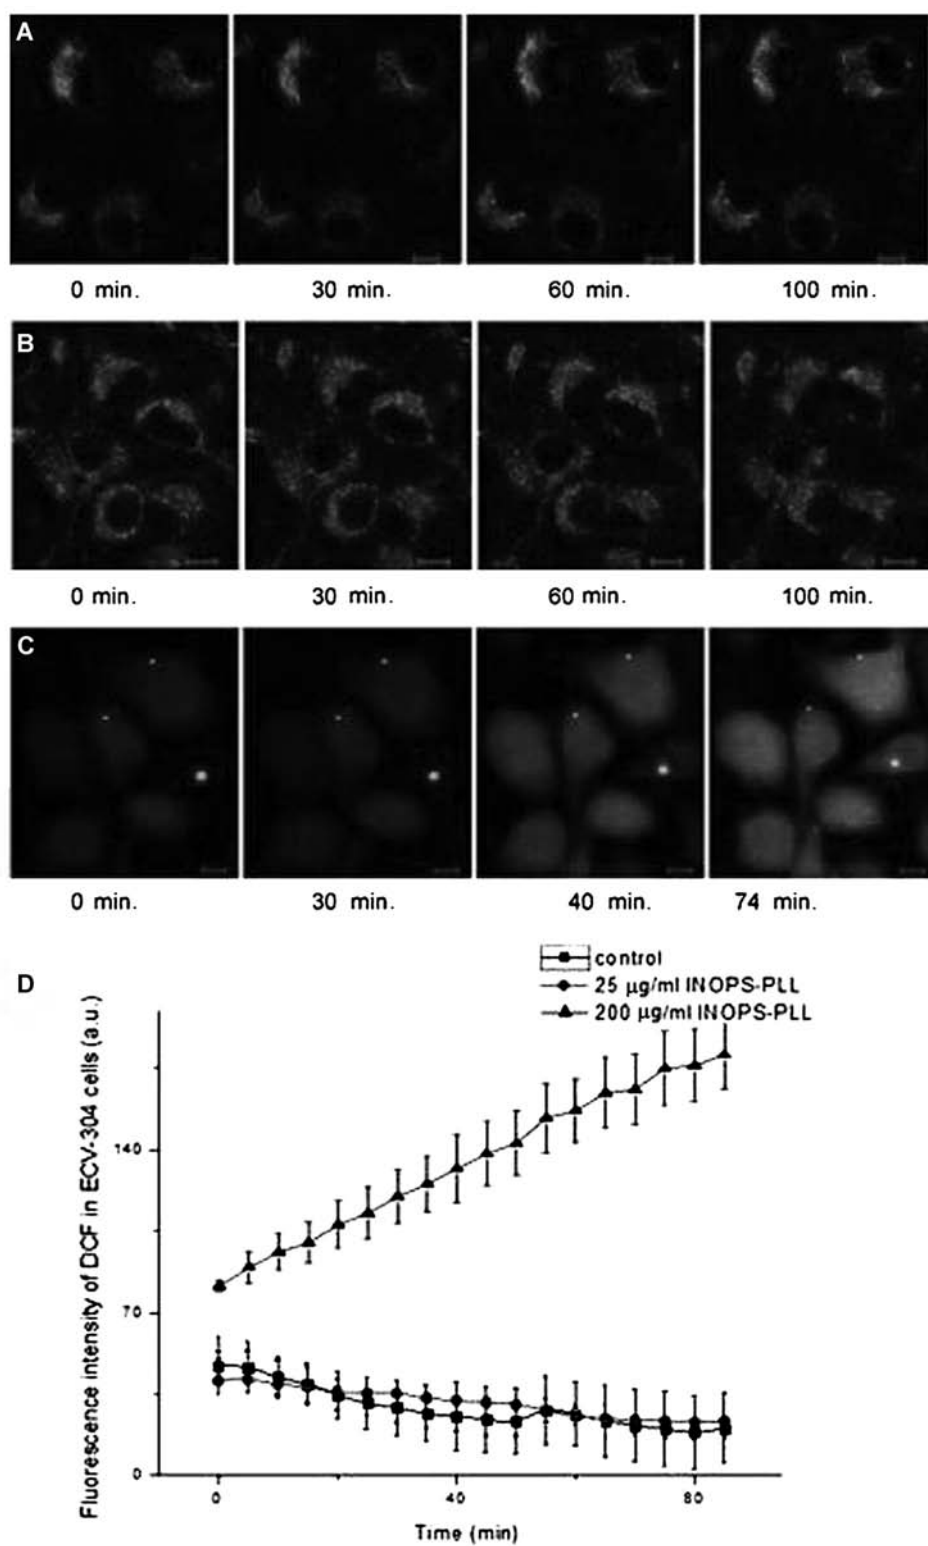 A
0 min. 30 min. 60 min. 100 min.
B
0 min. 30 min. 60 min. 100 min.
C
0 min. 30 min. 40 min. 74 min.
D
control
25 µg/ml INOPS-PLL
200 µg/ml INOPS-PLL
Fluorescence intensity of DCF in ECV-304 cells (a.u.)
140
70
0
0 40 80
Time (min)